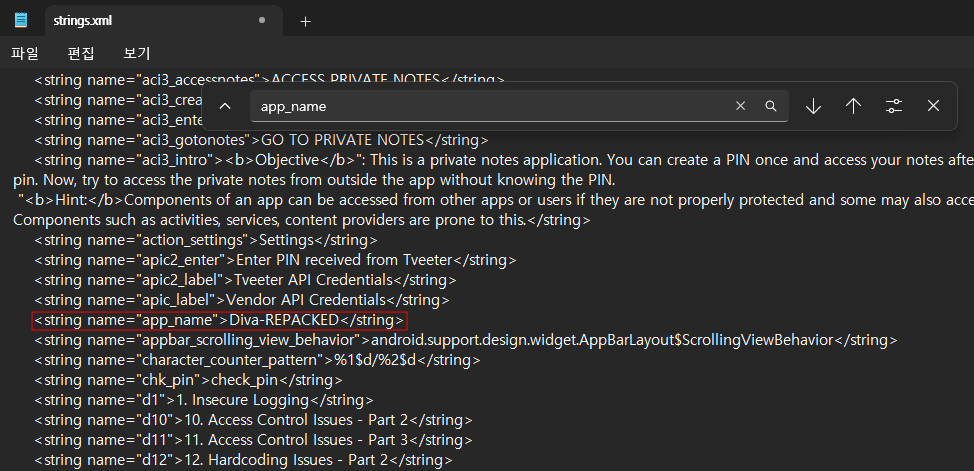 strings.xml
파일 편집 보기
app_name
<string name="aci3_accessnotes">ACCESS PRIVATE NOTES</string>
<string name="aci3_crea
<string name="aci3_ente
<string name="aci3_gotonotes">GO TO PRIVATE NOTES</string>
<string name="aci3_intro"><b>Objective</b>": This is a private notes application. You can create a PIN once and access your notes afte
pin. Now, try to access the private notes from outside the app without knowing the PIN.
"<b>Hint:</b>Components of an app can be accessed from other apps or users if they are not properly protected and some may also acce
Components such as activities, services, content providers are prone to this.</string>
<string name="action_settings">Settings</string>
<string name="apic2_enter">Enter PIN received from Tveeter</string>
<string name="apic2_label">Tveeter API Credentials</string>
<string name="apic_label">Vendor API Credentials</string>
<string name="app_name">Diva-REPACKED</string>
<string name="appbar_scrolling_view_behavior">android.support.design.widget.AppBarLayout$ScrollingViewBehavior</string>
<string name="character_counter_pattern">%1$d/%2$d</string>
<string name="chk_pin">check_pin</string>
<string name="d1">1. Insecure Logging</string>
<string name="d10">10. Access Control Issues - Part 2</string>
<string name="d11">11. Access Control Issues - Part 3</string>
<string name="d12">12. Hardcoding Issues - Part 2</string>